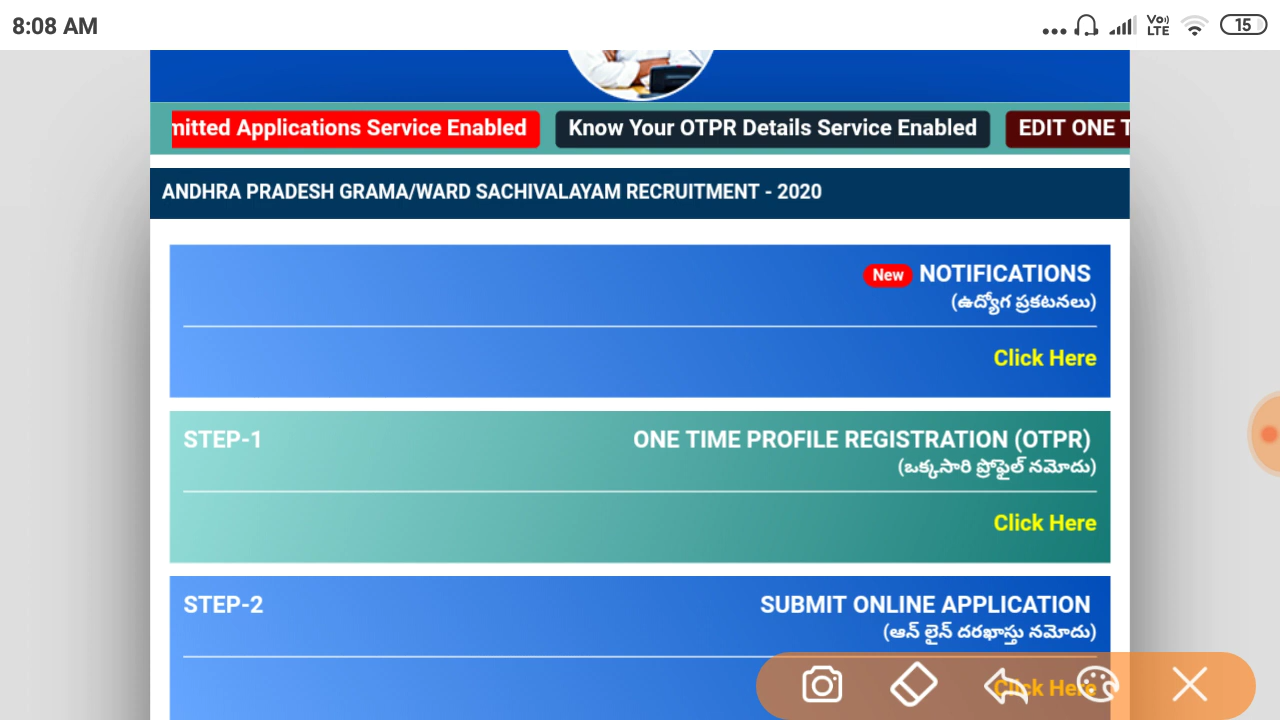 8:08 AM
Vo)) LTE
15
mitted Applications Service Enabled
Know Your OTPR Details Service Enabled
EDIT ONE T
ANDHRA PRADESH GRAMA/WARD SACHIVALAYAM RECRUITMENT - 2020
New NOTIFICATIONS
(ఉద్యోగ ప్రకటనలు)
Click Here
STEP-1 ONE TIME PROFILE REGISTRATION (OTPR)
(ఒక్కసారి ప్రోఫైల్ నమోదు)
Click Here
STEP-2 SUBMIT ONLINE APPLICATION
(ఆన్ లైన్ దరఖాస్తు నమోదు)
Click Here